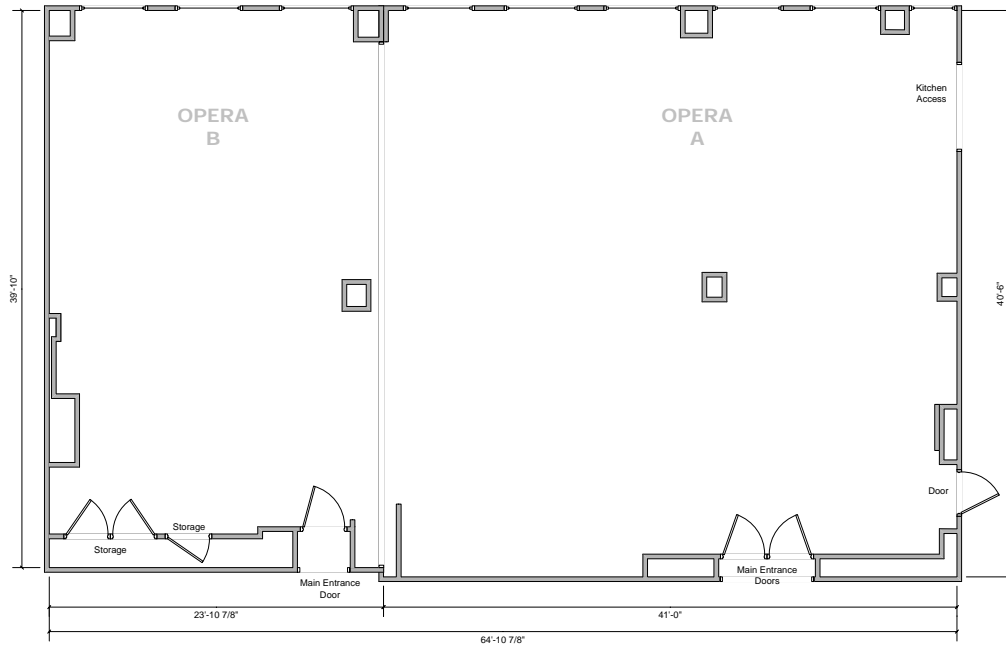 OPERA
B
OPERA
A
Kitchen
Access
39'-10"
40'-6"
Door
Storage
Storage
Main Entrance
Door
Main Entrance
Doors
23'-10 7/8"
41'-0"
64'-10 7/8"